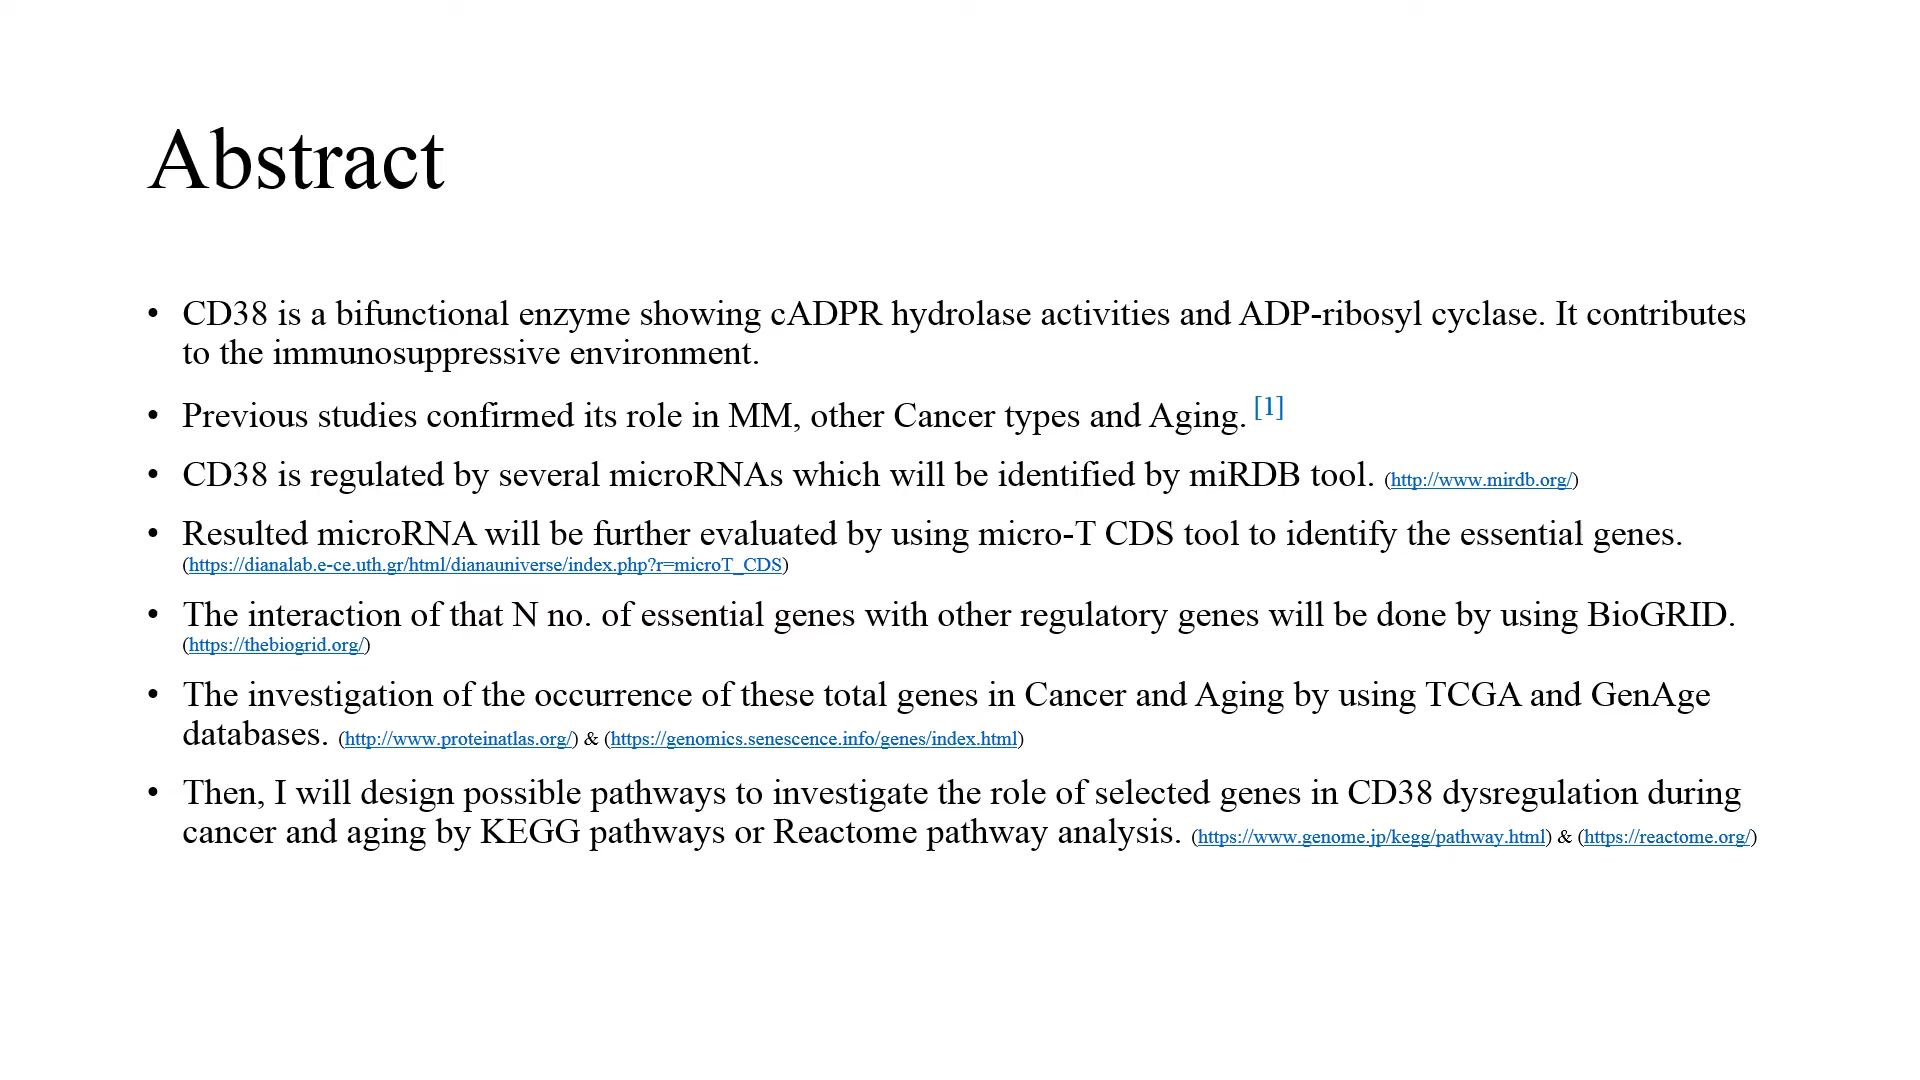 Abstract
• CD38 is a bifunctional enzyme showing cADPR hydrolase activities and ADP-ribosyl cyclase. It contributes
to the immunosuppressive environment.
• Previous studies confirmed its role in MM, other Cancer types and Aging. [1]
• CD38 is regulated by several microRNAs which will be identified by miRDB tool. (http://www.mirdb.org/)
• Resulted microRNA will be further evaluated by using micro-T CDS tool to identify the essential genes.
(https://dianalab.e-ce.uth.gr/html/dianauniverse/index.php?r=microT_CDS)
• The interaction of that N no. of essential genes with other regulatory genes will be done by using BioGRID.
(https://thebiogrid.org/)
• The investigation of the occurrence of these total genes in Cancer and Aging by using TCGA and GenAge
databases. (http://www.proteinatlas.org/) & (https://genomics.senescence.info/genes/index.html)
• Then, I will design possible pathways to investigate the role of selected genes in CD38 dysregulation during
cancer and aging by KEGG pathways or Reactome pathway analysis. (https://www.genome.jp/kegg/pathway.html) & (https://reactome.org/)